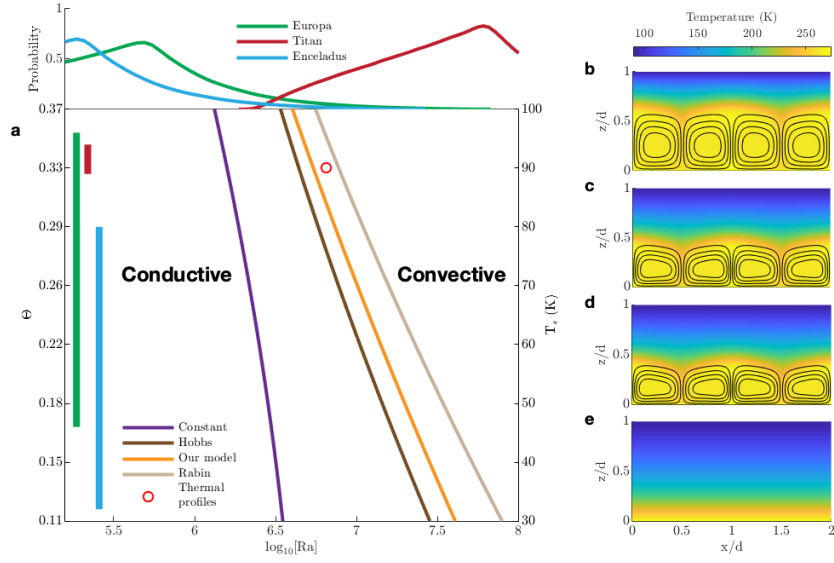 1
0.5
0.37
Probability
Europa
Titan
Enceladus
a
0.33
0.29
0.26
0.22
0.18
0.15
0.11
Θ
100
90
80
70
60
50
40
30
T_s (K)
Conductive
Convective
Constant
Hobbs
Our model
Rabin
Thermal
profiles
5.5
6
6.5
7
7.5
8
log₁₀[Ra]
Temperature (K)
100
150
200
250
b
1
0.5
0
z/d
c
1
0.5
0
z/d
d
1
0.5
0
z/d
e
1
0.5
0
z/d
0
0.5
1
1.5
2
x/d